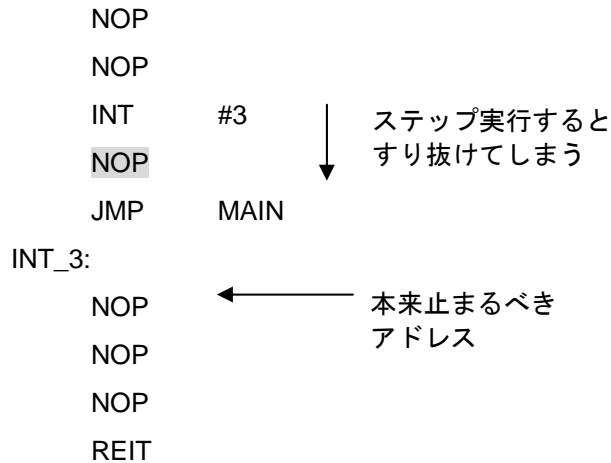 NOP
NOP
INT #3
ステップ実行すると
すり抜けてしまう
NOP
JMP MAIN
INT_3:
NOP
本来止まるべき
アドレス
NOP
NOP
REIT